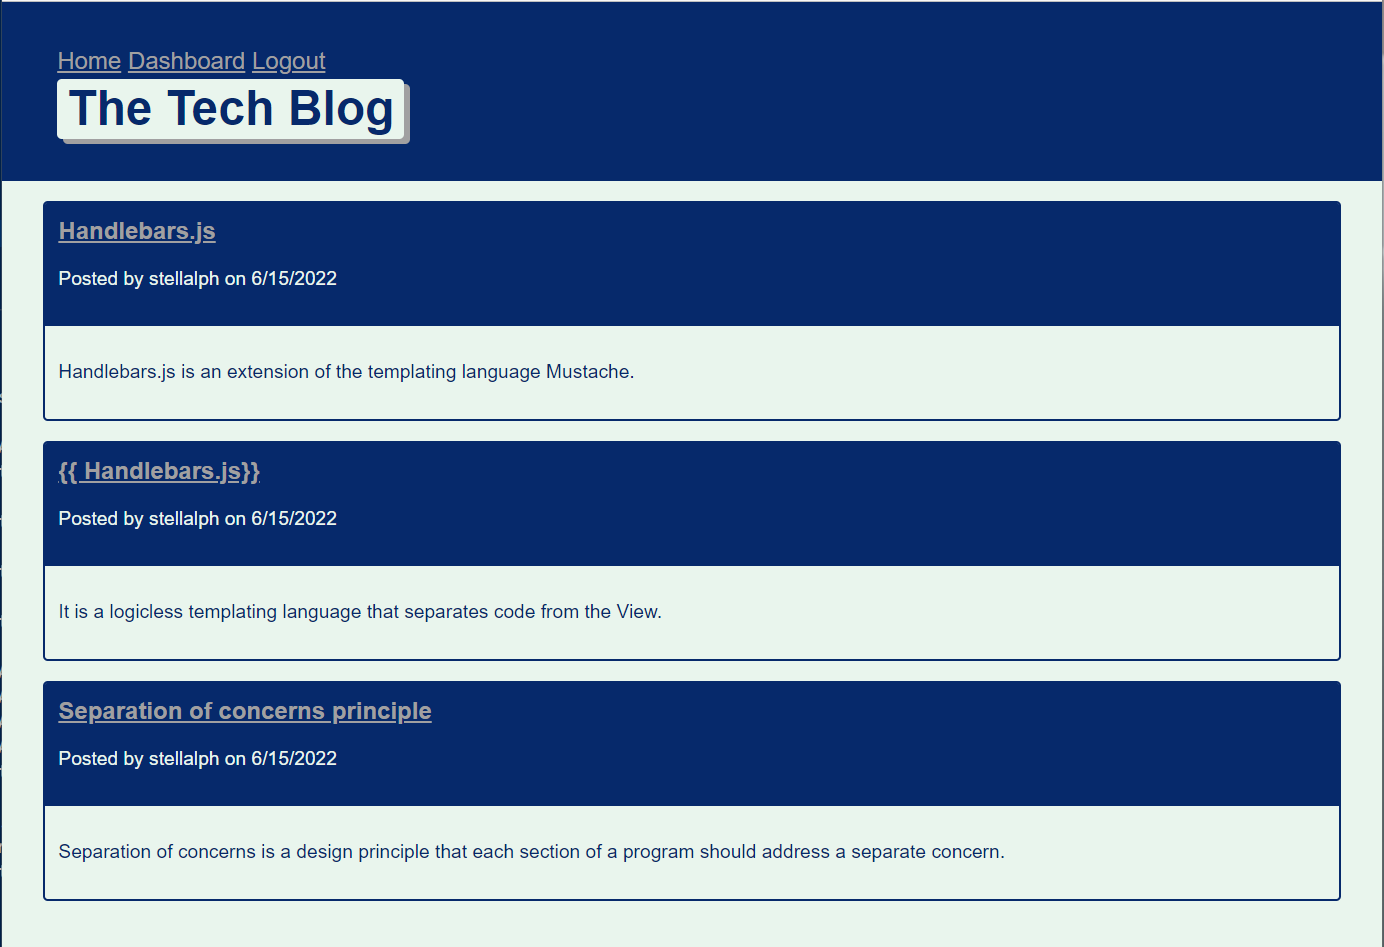 Home Dashboard Logout
The Tech Blog
Handlebars.js
Posted by stellalph on 6/15/2022
Handlebars.js is an extension of the templating language Mustache.
{{ Handlebars.js}}
Posted by stellalph on 6/15/2022
It is a logicless templating language that separates code from the View.
Separation of concerns principle
Posted by stellalph on 6/15/2022
Separation of concerns is a design principle that each section of a program should address a separate concern.